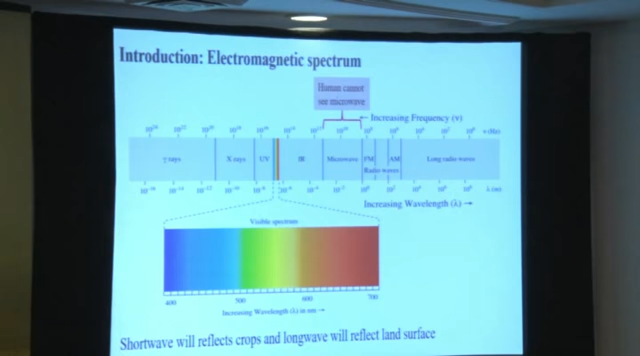 Introduction: Electromagnetic spectrum
Human cannot
see microwave
← Increasing Frequency (ν)
ν (Hz)
γ rays X rays UV IR Microwave FM AM Long radio waves
Radio waves
λ (m)
Increasing Wavelength (λ) →
Visible spectrum
400 500 600 700
Increasing Wavelength (λ) in nm →
Shortwave will reflects crops and longwave will reflect land surface